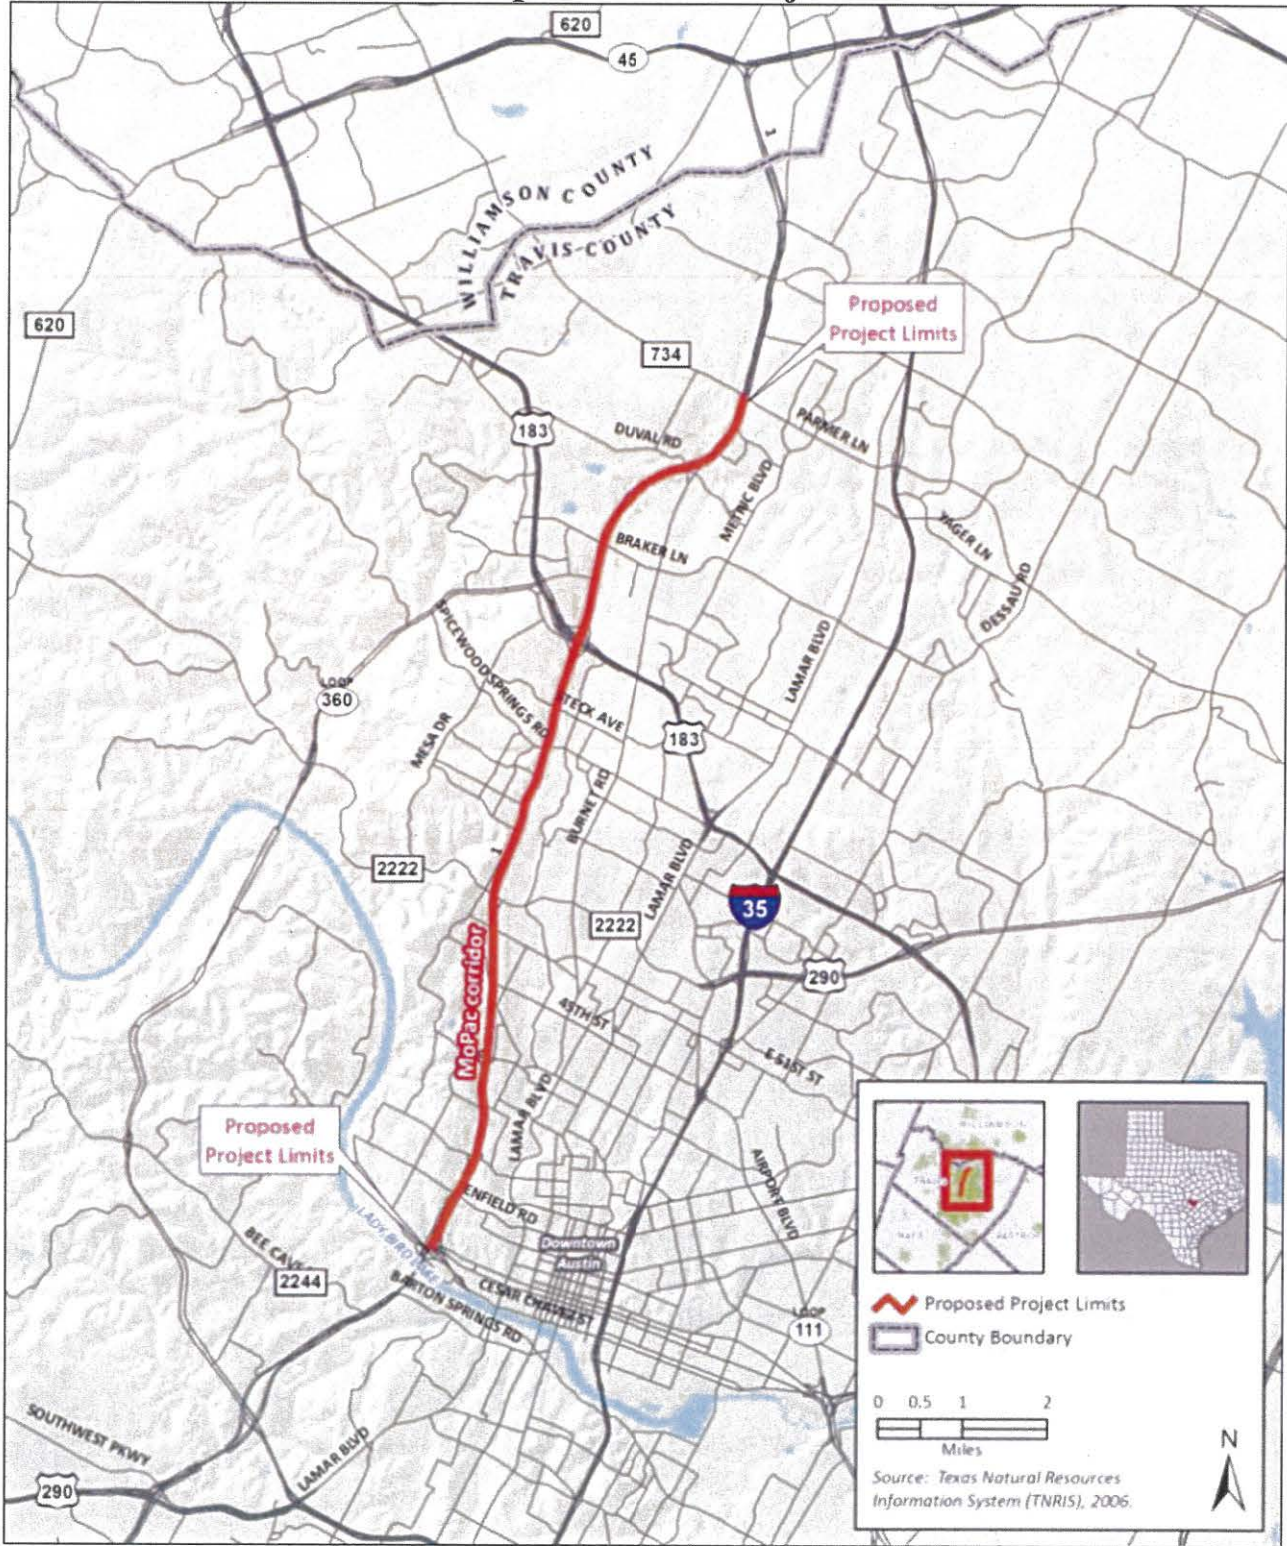 620
45
1
WILLIAMSON COUNTY
TRAVIS COUNTY
620
Proposed
Project Limits
734
183
DUVAL RD
PARMER LN
METRIC BLVD
YAGER LN
BRAKER LN
DESSAU RD
SPICEWOOD SPRINGS RD
LAMAR BLVD
LOOP
360
STECK AVE
MESA DR
183
BURNET RD
1
2222
LAMAR BLVD
35
2222
MoPac corridor
290
45TH ST
E 51ST ST
LAMAR BLVD
Proposed
Project Limits
AIRPORT BLVD
ENFIELD RD
LADY BIRD LAKE
Downtown
Austin
BEE CAVE
2244
CESAR CHAVEZ ST
BARTON SPRINGS RD
LOOP
111
SOUTHWEST PKWY
LAMAR BLVD
290
Proposed Project Limits
County Boundary
0 0.5 1 2
Miles
N
Source: Texas Natural Resources
Information System (TNRIS), 2006.